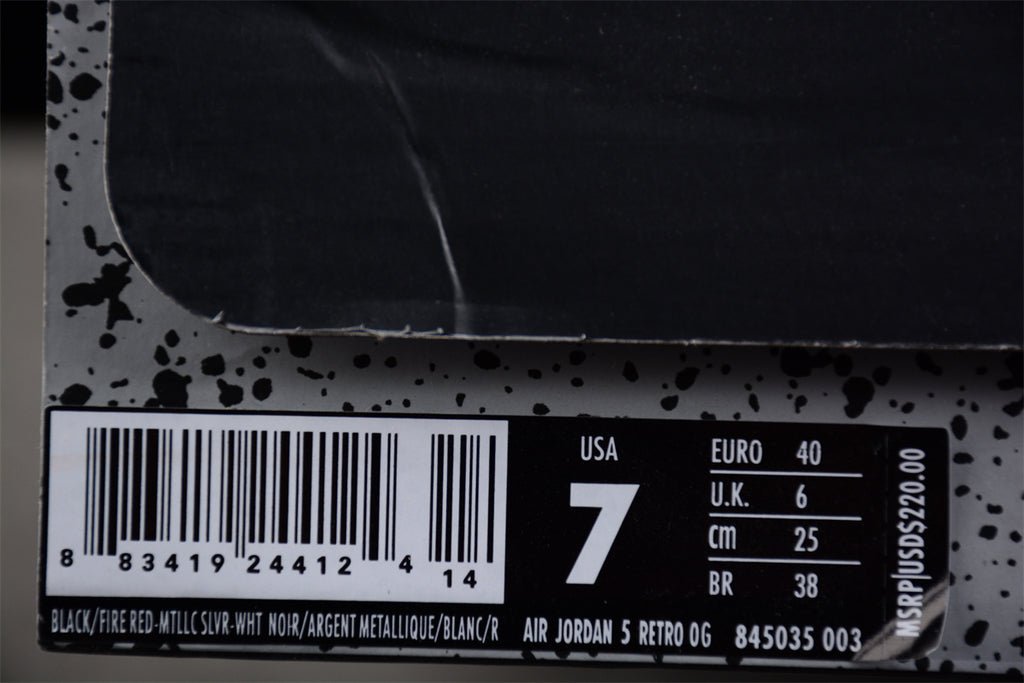 8 83419 24412 4 14
BLACK/FIRE RED-MTLLC SLVR-WHT NOIR/ARGENT METALLIQUE/BLANC/R
USA
7
EURO 40
U.K. 6
cm 25
BR 38
AIR JORDAN 5 RETRO OG 845035 003
MSRP|USD$220.00